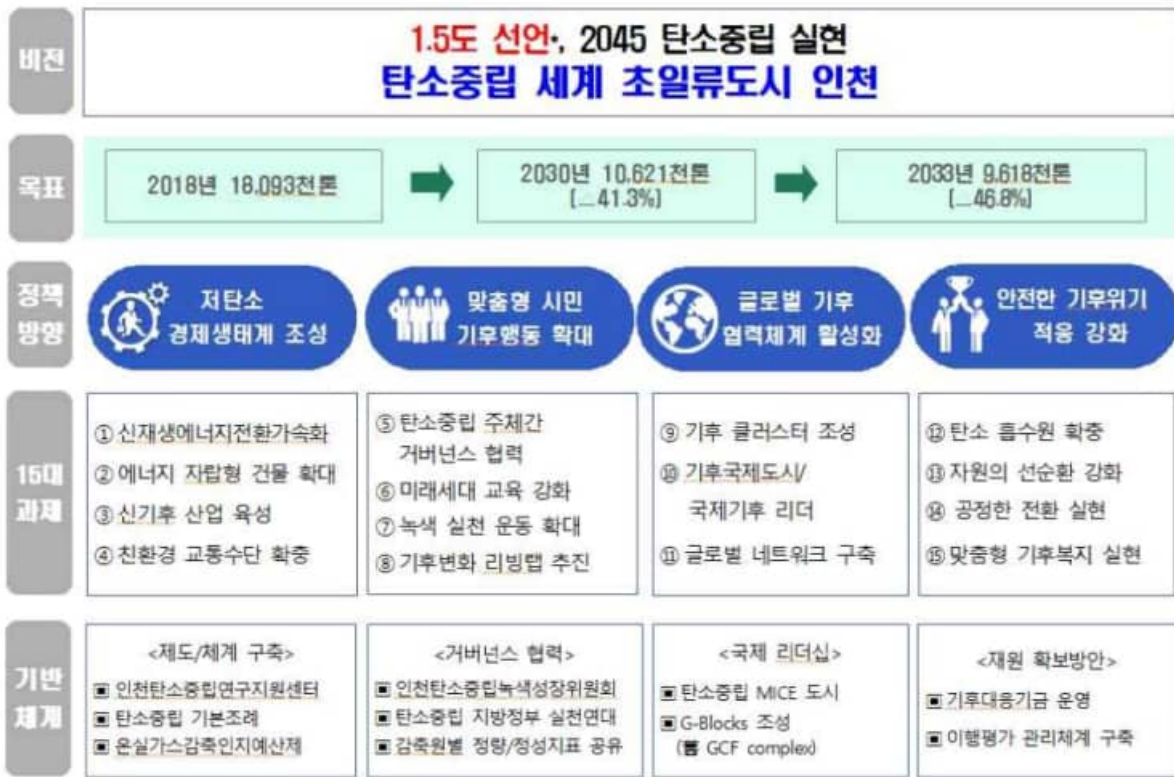 비전
1.5도 선언*, 2045 탄소중립 실현
탄소중립 세계 초일류도시 인천
목표
2018년 18,093천톤
2030년 10,621천톤
(—41.3%)
2033년 9,618천톤
(—46.8%)
정책
방향
저탄소
경제생태계 조성
맞춤형 시민
기후행동 확대
글로벌 기후
협력체계 활성화
안전한 기후위기
적응 강화
15대
과제
① 신재생에너지전환가속화
② 에너지 자립형 건물 확대
③ 신기후 산업 육성
④ 친환경 교통수단 확충
⑤ 탄소중립 주체간
거버넌스 협력
⑥ 미래세대 교육 강화
⑦ 녹색 실천 운동 확대
⑧ 기후변화 리빙랩 추진
⑨ 기후 클러스터 조성
⑩ 기후국제도시/
국제기후 리더
⑪ 글로벌 네트워크 구축
⑫ 탄소 흡수원 확충
⑬ 자원의 선순환 강화
⑭ 공정한 전환 실현
⑮ 맞춤형 기후복지 실현
기반
체계
<제도/체계 구축>
▣ 인천탄소중립연구지원센터
▣ 탄소중립 기본조례
▣ 온실가스감축인지예산제
<거버넌스 협력>
▣ 인천탄소중립녹색성장위원회
▣ 탄소중립 지방정부 실천연대
▣ 감축원별 정량/정성지표 공유
<국제 리더십>
▣ 탄소중립 MICE 도시
▣ G-Blocks 조성
(舊 GCF complex)
<재원 확보방안>
▣ 기후대응기금 운영
▣ 이행평가 관리체계 구축